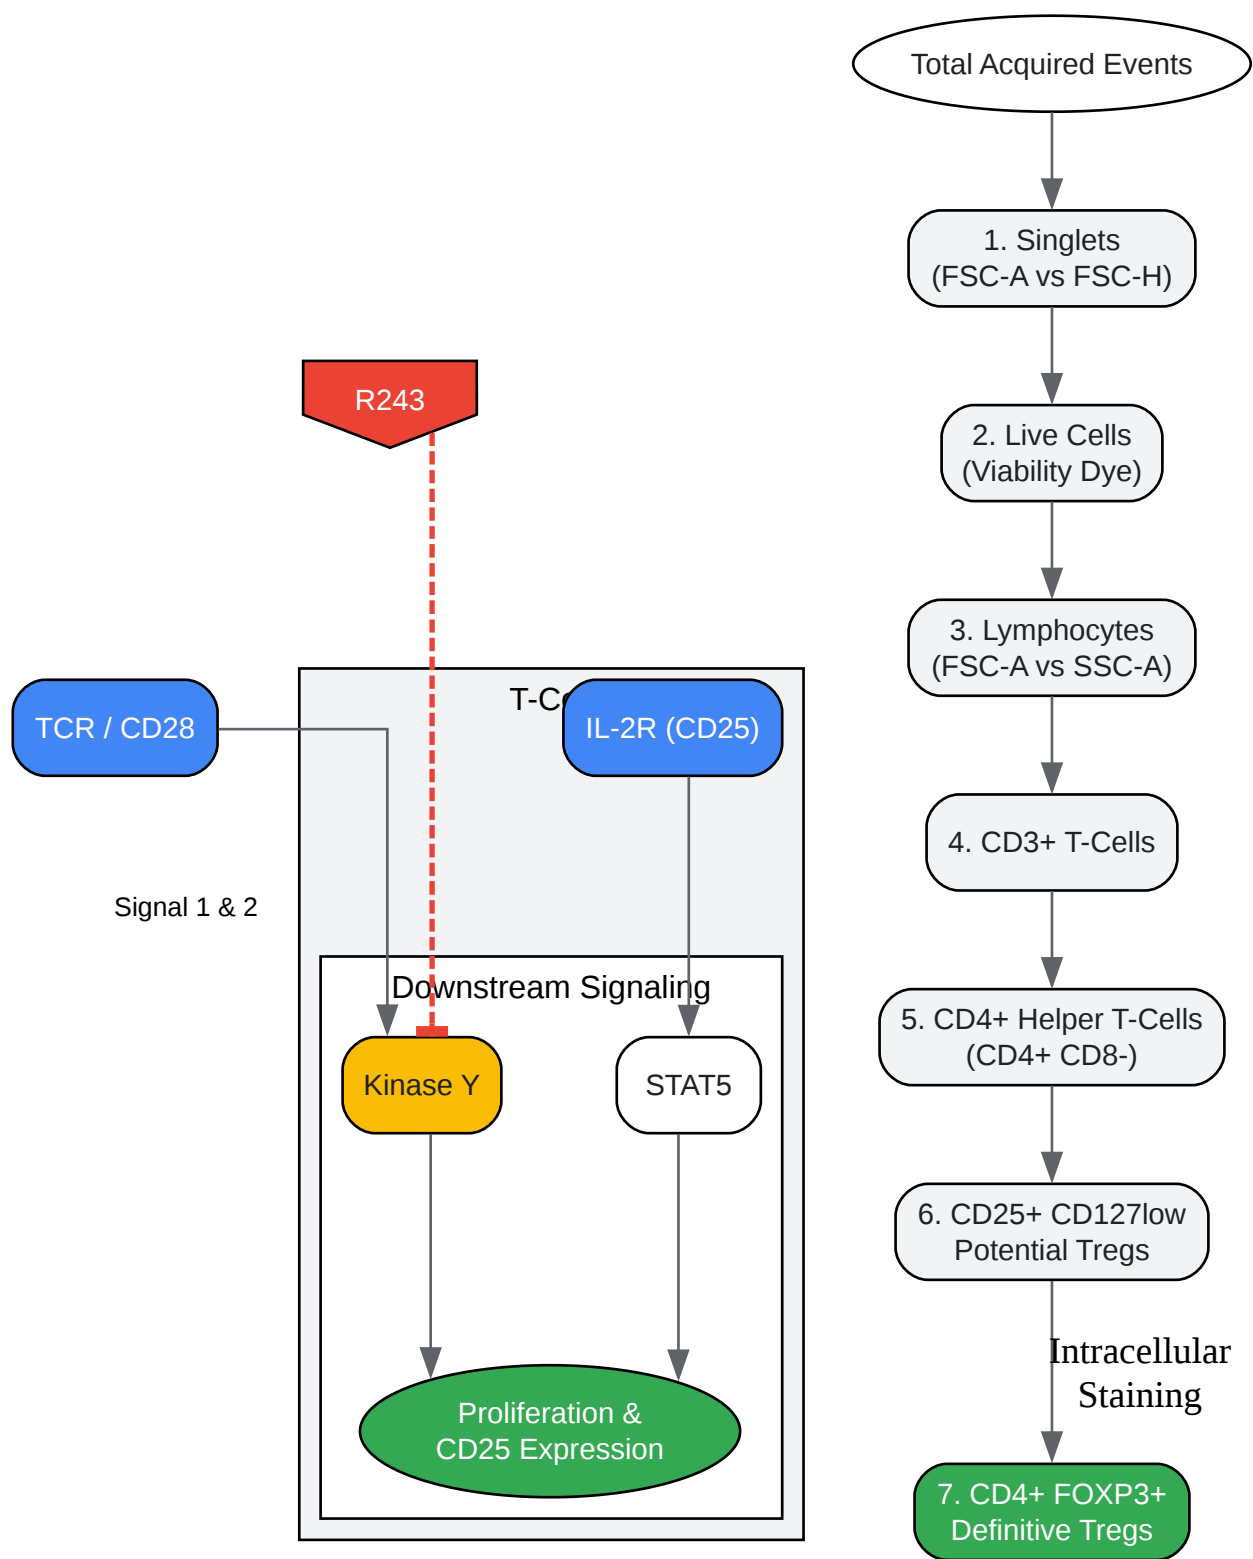 Total Acquired Events
1. Singlets
(FSC-A vs FSC-H)
2. Live Cells
(Viability Dye)
3. Lymphocytes
(FSC-A vs SSC-A)
4. CD3+ T-Cells
5. CD4+ Helper T-Cells
(CD4+ CD8-)
6. CD25+ CD127low
Potential Tregs
Intracellular
Staining
7. CD4+ FOXP3+
Definitive Tregs
R243
TCR / CD28
IL-2R (CD25)
Signal 1 & 2
Downstream Signaling
Kinase Y
STAT5
Proliferation &
CD25 Expression